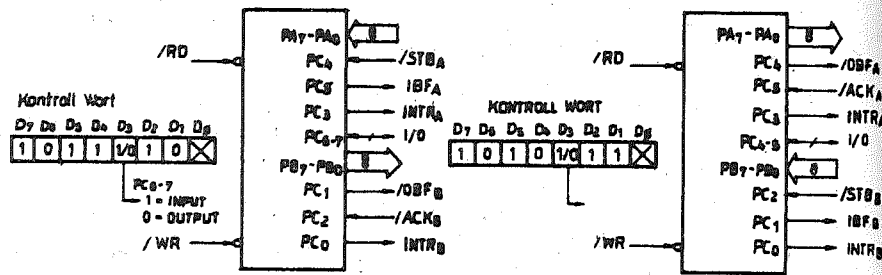 PA7-PA0 8
/RD
PC4 /STBA
PC5 IBFA
PC3 INTRA
PC6-7 I/O
PB7-PB0 8
PC1 /OBFB
PC2 /ACKB
/WR
PC0 INTRB
Kontroll Wort
D7 D6 D5 D4 D3 D2 D1 D0
1 0 1 1 1/0 1 0 X
PC6-7
1 = INPUT
0 = OUTPUT
PA7-PA0 8
/RD
PC4 /OBFA
PC5 /ACKA
PC3 INTRA
PC4-5 I/O
PB7-PB0 8
PC2 /STBB
PC1 IBFB
/WR
PC0 INTRB
KONTROLL WORT
D7 D6 D5 D4 D3 D2 D1 D0
1 0 1 0 1/0 1 1 X